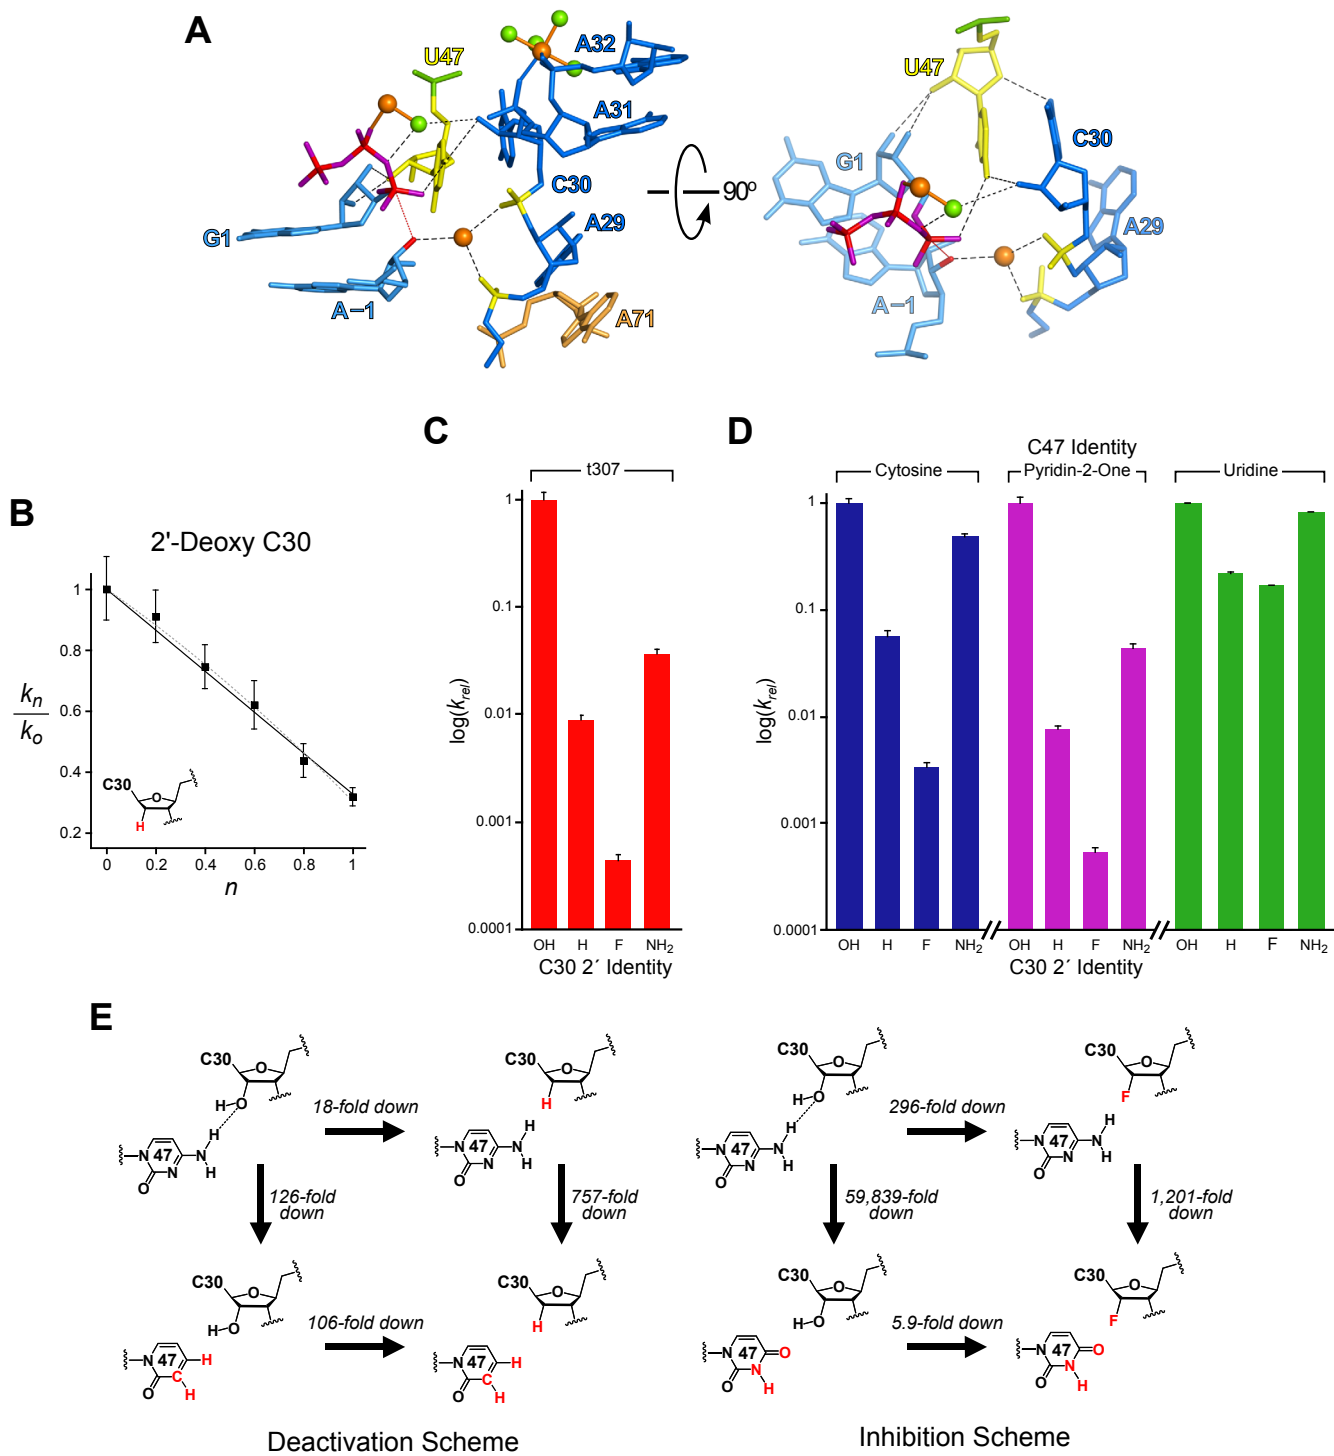 A
U47
A32
A31
C30
A29
G1
A−1
A71
90º
U47
C30
G1
A29
A−1
B
2'-Deoxy C30
kn
ko
1
0.8
0.6
0.4
0.2
0 0.2 0.4 0.6 0.8 1
n
C30
O
H
C
t307
log(krel)
1
0.1
0.01
0.001
0.0001
OH H F NH2
C30 2´ Identity
D
C47 Identity
Cytosine Pyridin-2-One Uridine
log(krel)
1
0.1
0.01
0.001
0.0001
OH H F NH2 OH H F NH2 OH H F NH2
C30 2´ Identity
E
C30
O
H O
H
N 47 N
O N H
18-fold down
C30
O
H
H
N 47 N
O N H
126-fold
down
757-fold
down
C30
O
H O
N 47 H
O C H
106-fold down
C30
O
H
N 47 H
O C H
Deactivation Scheme
C30
O
H O
H
N 47 N
O N H
296-fold down
C30
O
F
H
N 47 N
O N H
59,839-fold
down
1,201-fold
down
C30
O
H O
N 47 O
O N H
5.9-fold down
C30
O
F
N 47 O
O N H
Inhibition Scheme